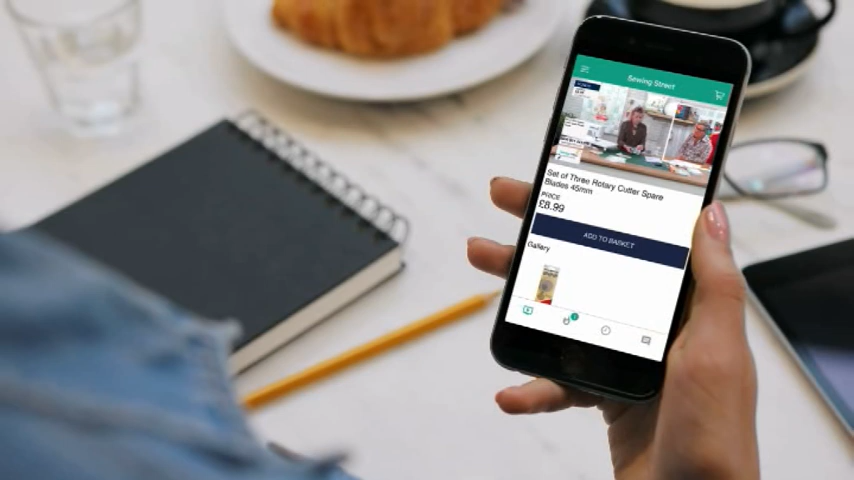 Sewing Street
Set of Three Rotary Cutter Spare
Blades 45mm
PRICE
£8.99
ADD TO BASKET
Gallery